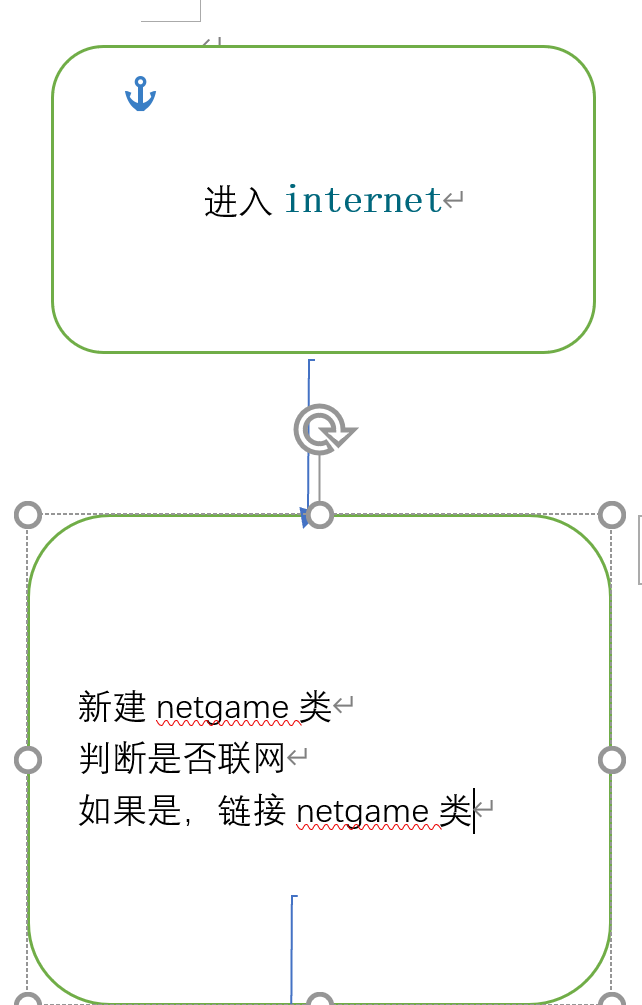 进入 internet
新建 netgame 类
判断是否联网
如果是，链接 netgame 类